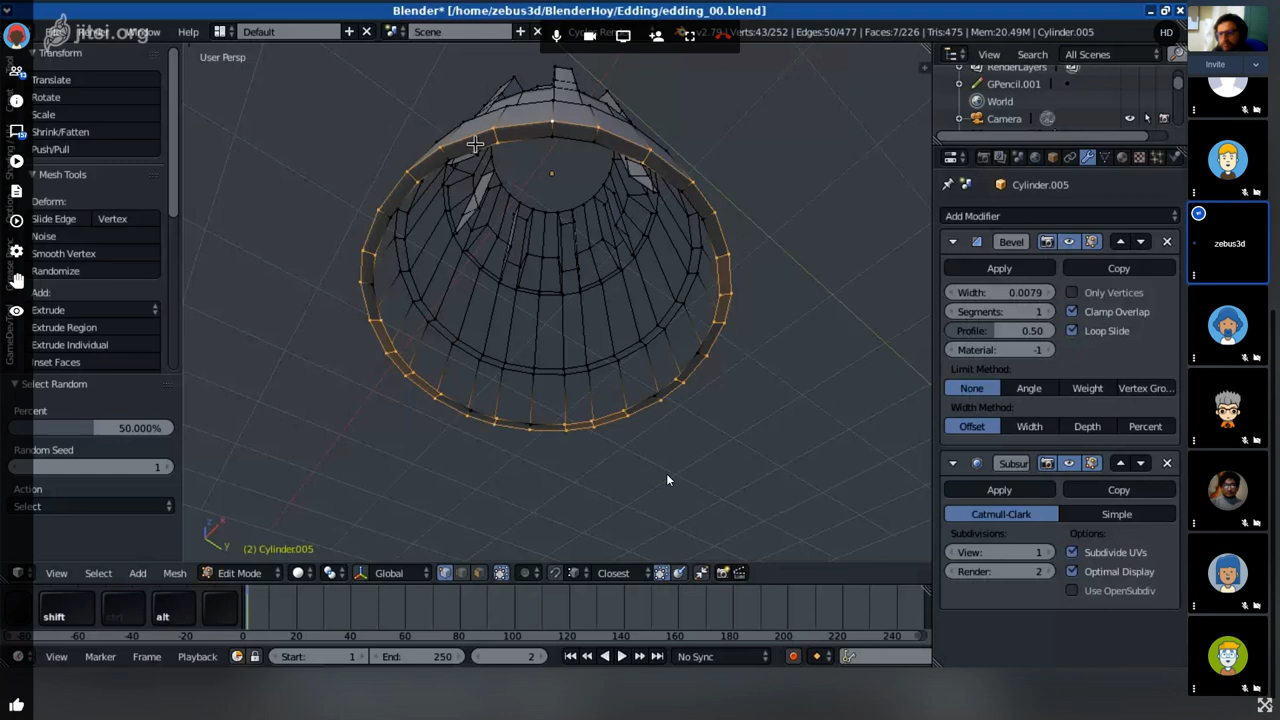 Blender* [/home/zebus3d/BlenderHoy/Edding/edding_00.blend]
jitsi.org
Window
Help
Default
Scene
v2.79 | Verts:43/252 | Edges:50/477 | Faces:7/226 | Tris:475 | Mem:20.49M | Cylinder.005
HD
Transform
User Persp
View
Search
All Scenes
Invite
Translate
Rotate
Scale
Shrink/Fatten
Push/Pull
RenderLayers
GPencil.001
World
Camera
Mesh Tools
Deform:
Slide Edge
Vertex
Noise
Smooth Vertex
Randomize
Add:
Extrude
Extrude Region
Extrude Individual
Inset Faces
Cylinder.005
Add Modifier
Bevel
Apply
Copy
Width: 0.0079
Only Vertices
Segments: 1
Clamp Overlap
Profile: 0.50
Loop Slide
Material: -1
Limit Method:
None
Angle
Weight
Vertex Gro...
Width Method:
Offset
Width
Depth
Percent
zebus3d
Select Random
Percent
50.000%
Random Seed
1
Action
Select
Subsur
Apply
Copy
Catmull-Clark
Simple
Subdivisions:
Options:
View: 1
Subdivide UVs
Render: 2
Optimal Display
Use OpenSubdiv
z
x
y
(2) Cylinder.005
View
Select
Add
Mesh
Edit Mode
Global
Closest
shift
ctrl
alt
-80 -60 -40 -20 0 20 40 60 80 100 120 140 160 180 200 220 240
View
Marker
Frame
Playback
Start: 1
End: 250
2
No Sync